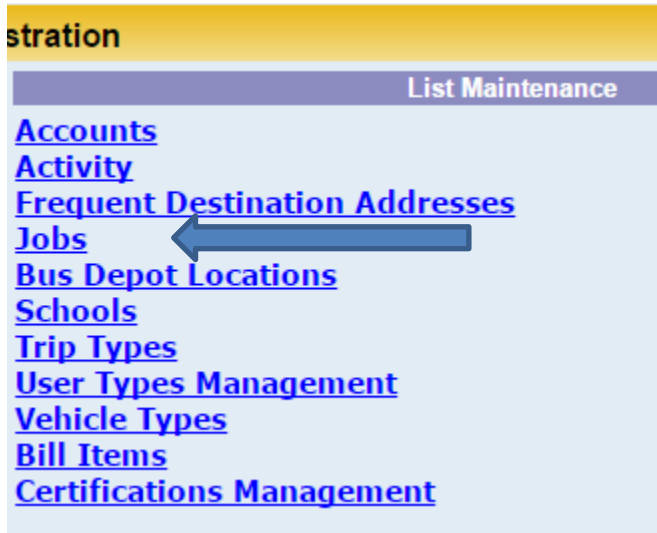 stration
List Maintenance
Accounts
Activity
Frequent Destination Addresses
Jobs
Bus Depot Locations
Schools
Trip Types
User Types Management
Vehicle Types
Bill Items
Certifications Management